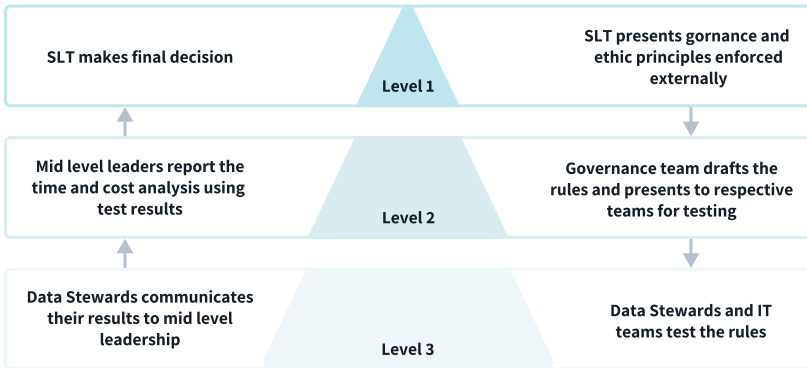 SLT makes final decision
Level 1
SLT presents gornance and
ethic principles enforced
externally
Mid level leaders report the
time and cost analysis using
test results
Level 2
Governance team drafts the
rules and presents to respective
teams for testing
Data Stewards communicates
their results to mid level
leadership
Level 3
Data Stewards and IT
teams test the rules